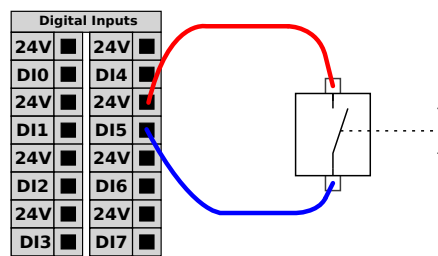 Digital Inputs
24V 24V
DI0 DI4
24V 24V
DI1 DI5
24V 24V
DI2 DI6
24V 24V
DI3 DI7